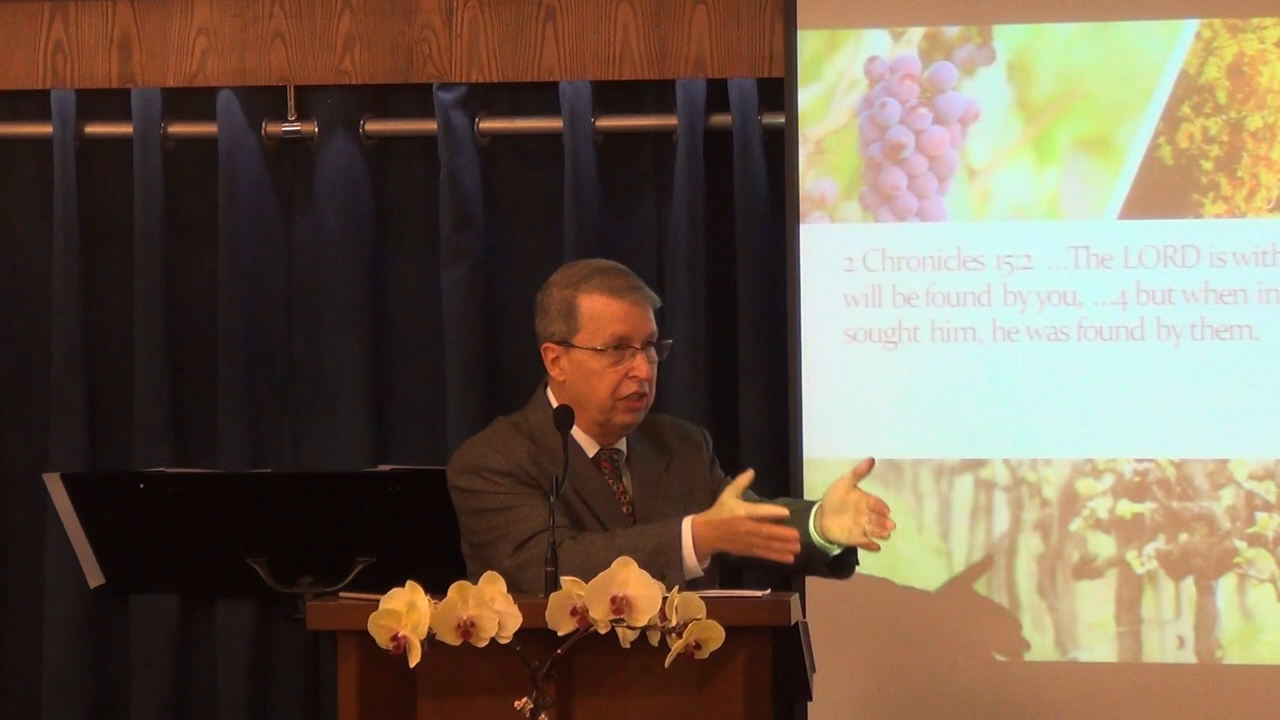 2 Chronicles 15:2 ...The LORD is with
will be found by you, ...4 but when in
sought him, he was found by them.